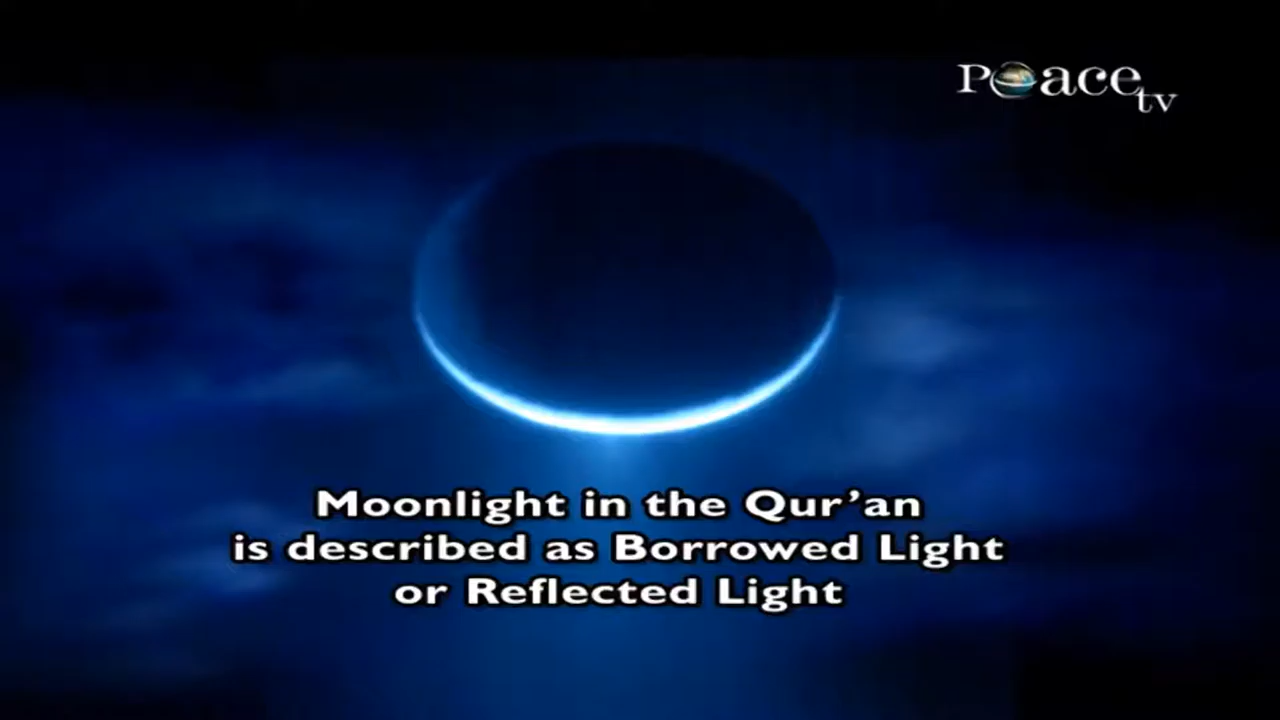 Peace tv
Moonlight in the Qur’an
is described as Borrowed Light
or Reflected Light